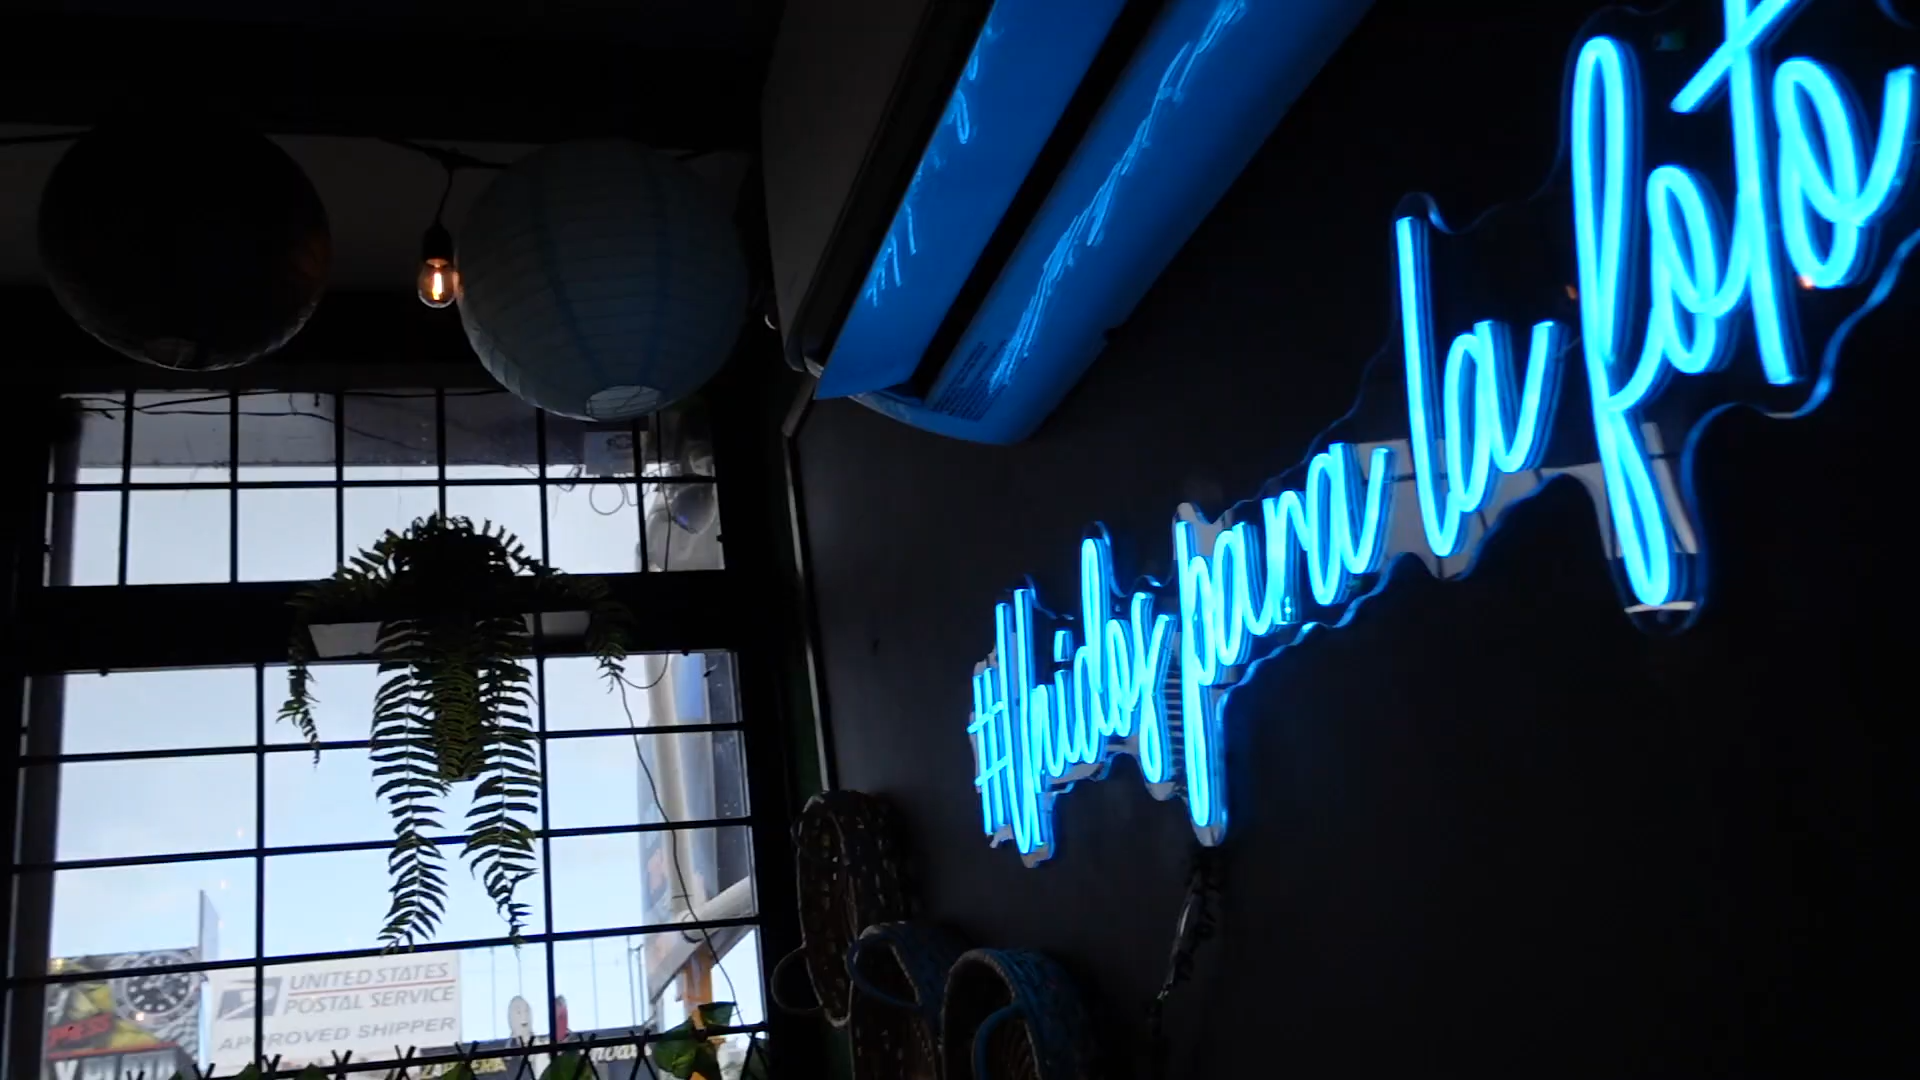 #Unidos para la foto
UNITED STATES
POSTAL SERVICE
APPROVED SHIPPER